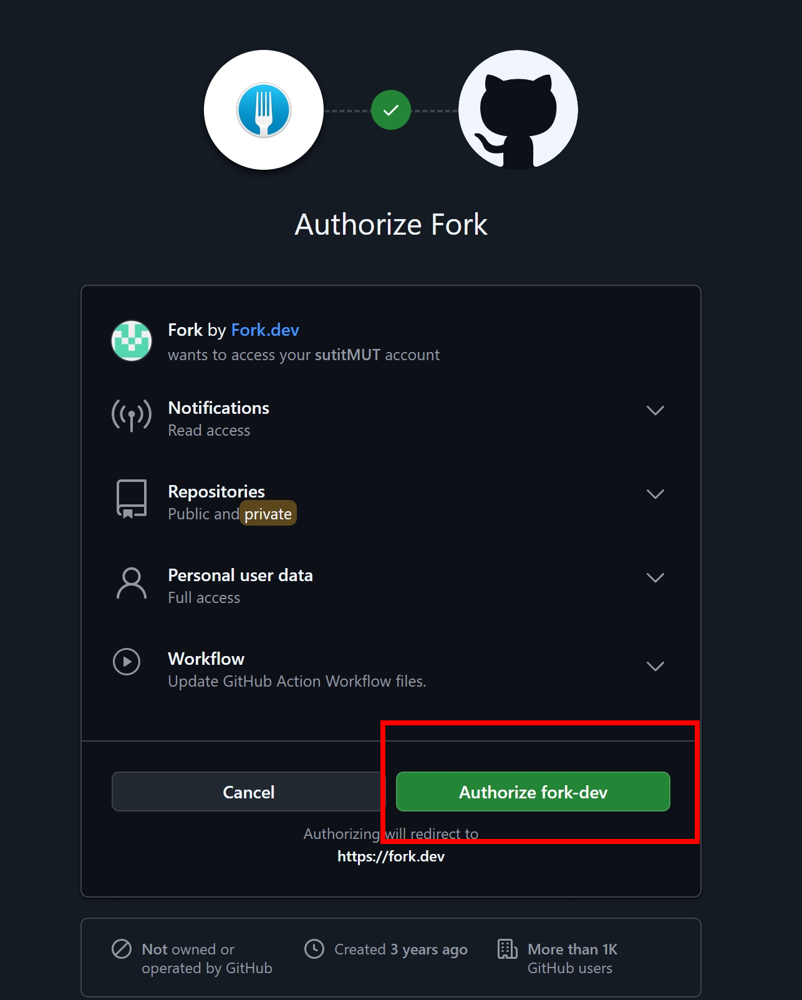 Authorize Fork
Fork by Fork.dev
wants to access your sutitMUT account
Notifications
Read access
Repositories
Public and private
Personal user data
Full access
Workflow
Update GitHub Action Workflow files.
Cancel
Authorize fork-dev
Authorizing will redirect to
https://fork.dev
Not owned or
operated by GitHub
Created 3 years ago
More than 1K
GitHub users